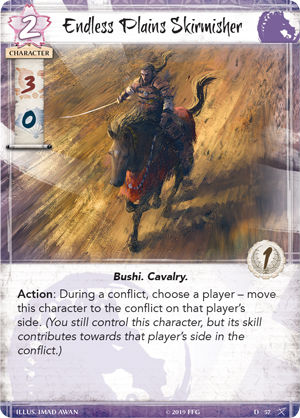 2
Endless Plains Skirmisher
CHARACTER
3
0
1
Bushi. Cavalry.
Action: During a conflict, choose a player – move
this character to the conflict on that player's
side. (You still control this character, but its skill
contributes towards that player's side in the
conflict.)
ILLUS. IMAD AWAN
© 2019 FFG
D 57